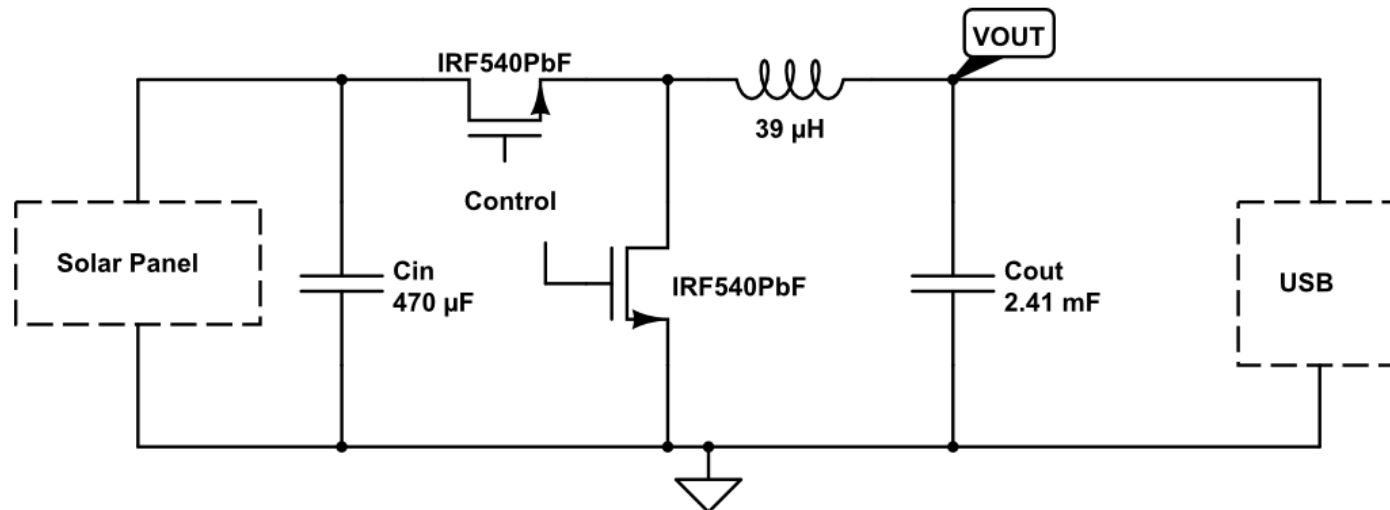 VOUT
IRF540PbF
39 µH
Control
Solar Panel
Cin
470 µF
IRF540PbF
Cout
2.41 mF
USB